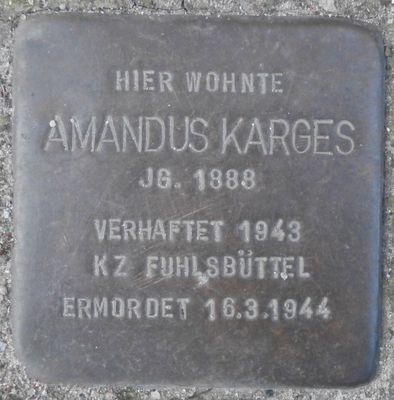 HIER WOHNTE
AMANDUS KARGES
JG. 1888
VERHAFTET 1943
KZ FUHLSBÜTTEL
ERMORDET 16.3.1944